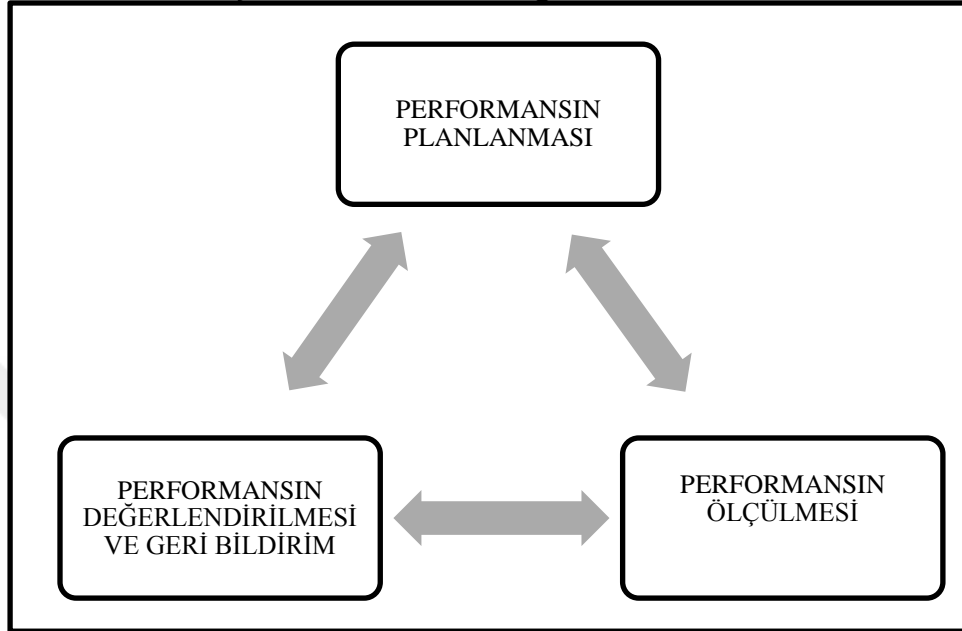 PERFORMANSIN
PLANLANMASI
PERFORMANSIN
DEĞERLENDİRİLMESİ
VE GERİ BİLDİRİM
PERFORMANSIN
ÖLÇÜLMESİ